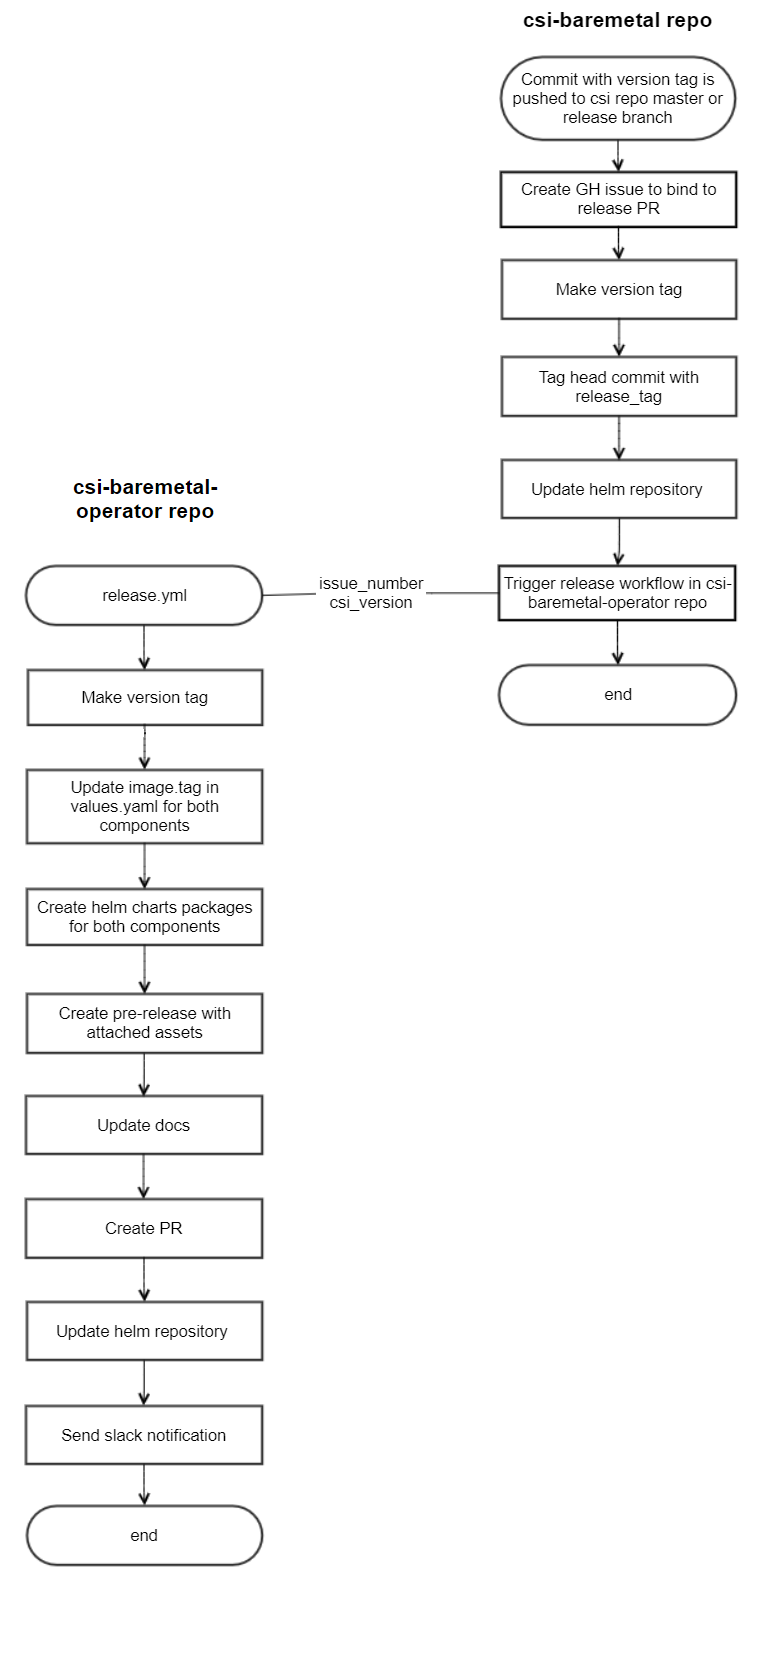 csi-baremetal repo
Commit with version tag is
pushed to csi repo master or
release branch
Create GH issue to bind to
release PR
Make version tag
Tag head commit with
release_tag
Update helm repository
Trigger release workflow in csi-
baremetal-operator repo
end
issue_number
csi_version
csi-baremetal-
operator repo
release.yml
Make version tag
Update image.tag in
values.yaml for both
components
Create helm charts packages
for both components
Create pre-release with
attached assets
Update docs
Create PR
Update helm repository
Send slack notification
end